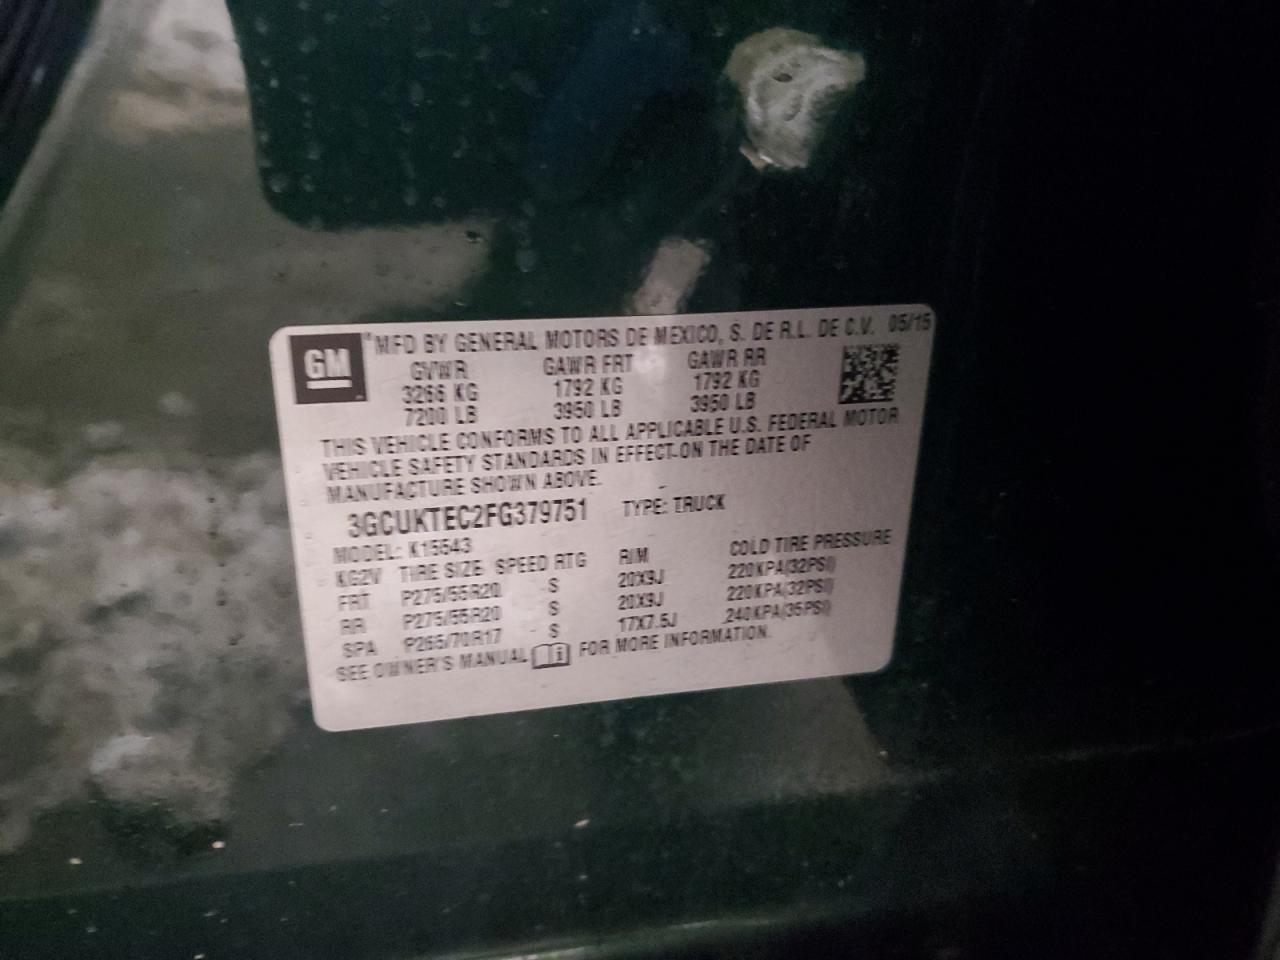 GM
MFD BY GENERAL MOTORS DE MEXICO, S. DE R.L. DE C.V. 05/15
GVWR GAWR FRT GAWR RR
3266 KG 1792 KG 1792 KG
7200 LB 3950 LB 3950 LB
THIS VEHICLE CONFORMS TO ALL APPLICABLE U.S. FEDERAL MOTOR
VEHICLE SAFETY STANDARDS IN EFFECT ON THE DATE OF
MANUFACTURE SHOWN ABOVE.
3GCUKTEC2FG379751 TYPE: TRUCK
MODEL: K15543
KG2V TIRE SIZE SPEED RTG RIM COLD TIRE PRESSURE
FRT P275/55R20 S 20X9J 220KPA(32PSI)
RR P275/55R20 S 20X9J 220KPA(32PSI)
SPA P265/70R17 S 17X7.5J 240KPA(35PSI)
SEE OWNER'S MANUAL i FOR MORE INFORMATION.